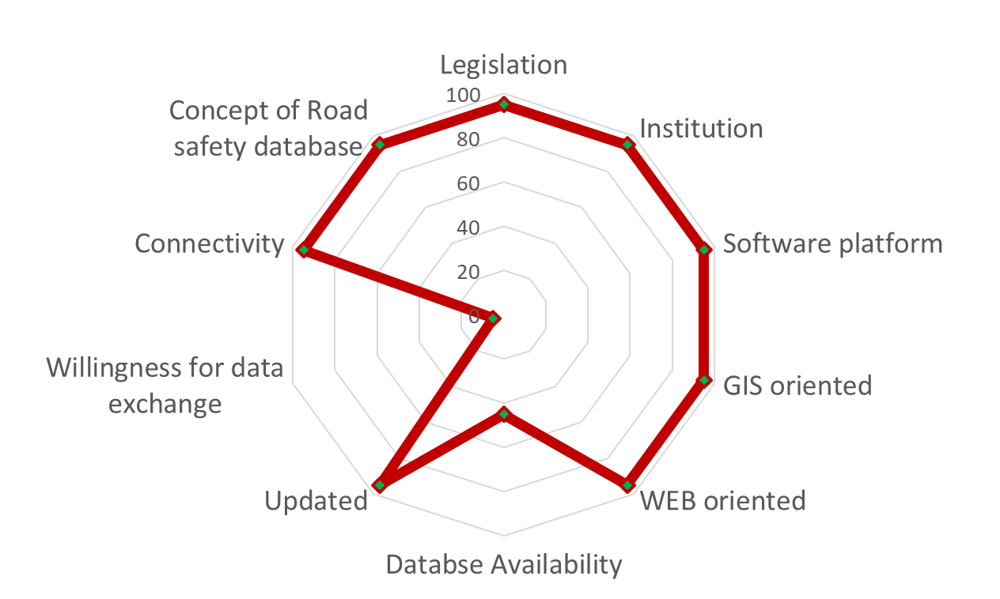 Legislation
100
Concept of Road
safety database
Institution
80
60
Connectivity
40
Software platform
20
0
Willingness for data
exchange
GIS oriented
Updated
WEB oriented
Databse Availability